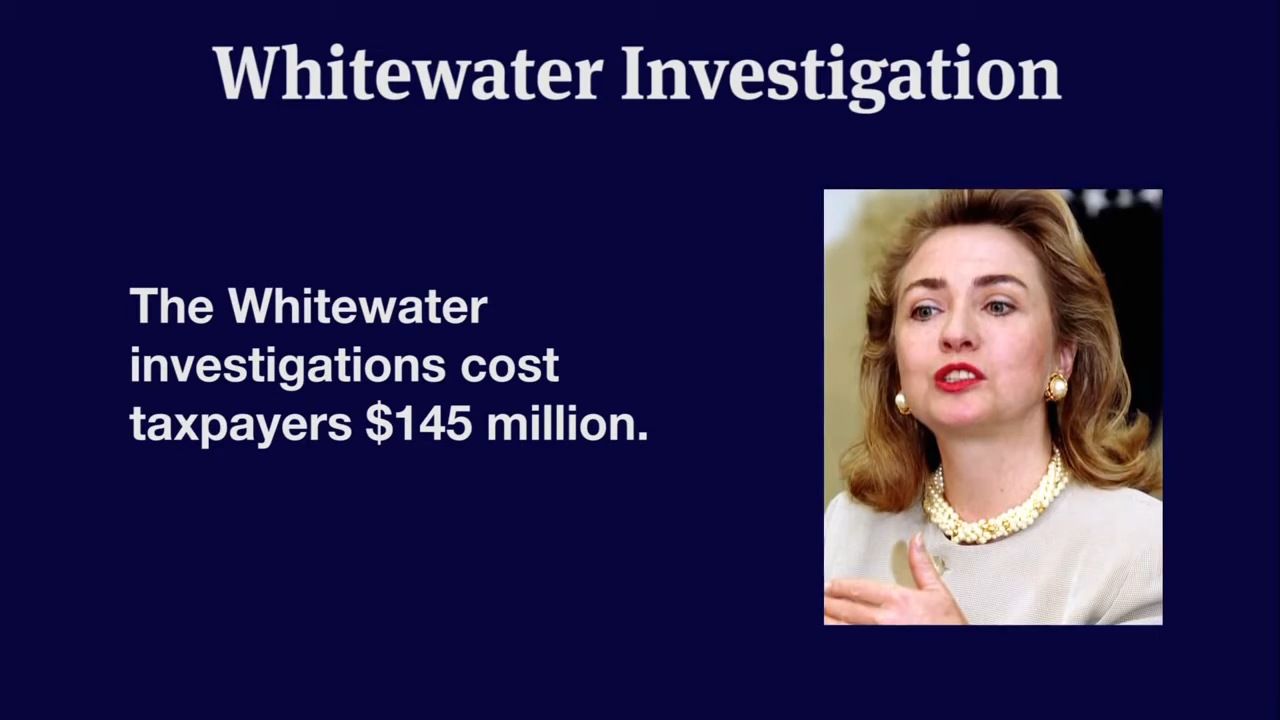 Whitewater Investigation
The Whitewater
investigations cost
taxpayers $145 million.